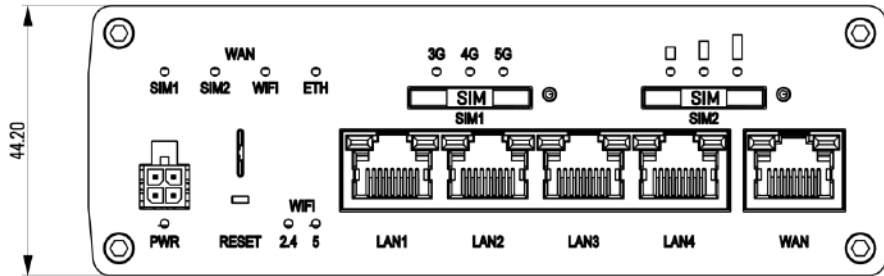 WAN
SIM1 SIM2 WIFI ETH
3G 4G 5G
SIM
SIM1
SIM
SIM2
44.20
WIFI
PWR RESET 2.4 5 LAN1 LAN2 LAN3 LAN4 WAN